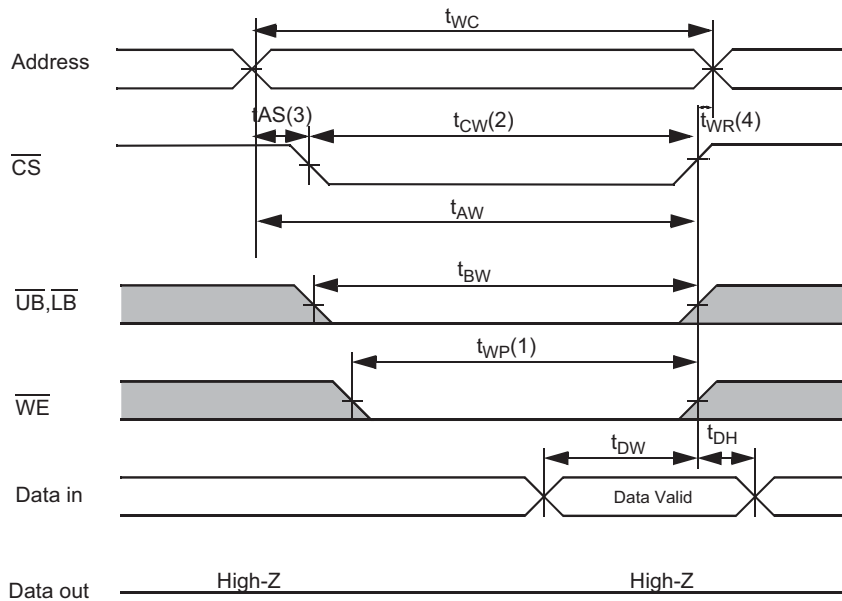 tWC
Address
tAS(3)
tCW(2)
tWR(4)
CS
tAW
tBW
UB,LB
tWP(1)
WE
tDW
tDH
Data in
Data Valid
High-Z
High-Z
Data out